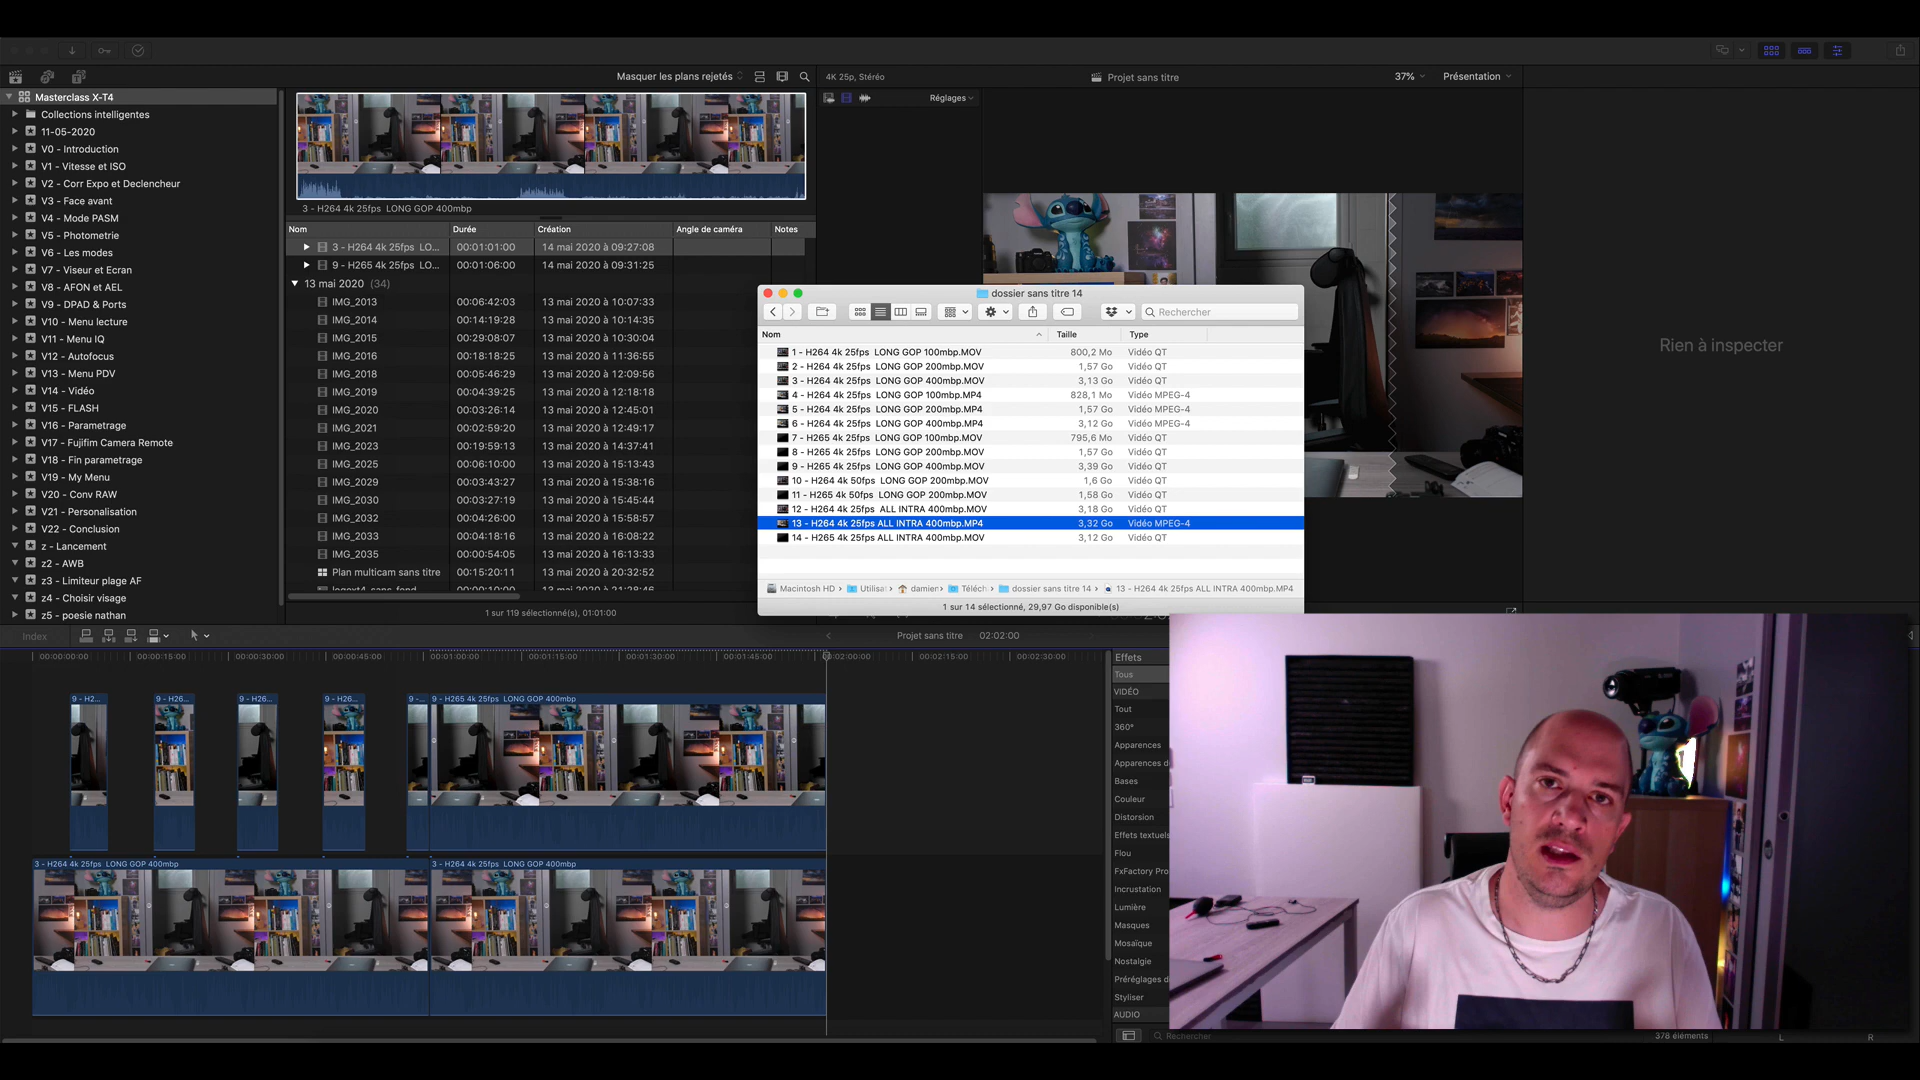 Masquer les plans rejetés
4K 25p, Stéréo
Projet sans titre
37%
Présentation
Masterclass X-T4
Collections intelligentes
11-05-2020
V0 - Introduction
V1 - Vitesse et ISO
V2 - Corr Expo et Declencheur
V3 - Face avant
V4 - Mode PASM
V5 - Photometrie
V6 - Les modes
V7 - Viseur et Ecran
V8 - AFON et AEL
V9 - DPAD & Ports
V10 - Menu lecture
V11 - Menu IQ
V12 - Autofocus
V13 - Menu PDV
V14 - Vidéo
V15 - FLASH
V16 - Parametrage
V17 - Fujifim Camera Remote
V18 - Fin parametrage
V19 - My Menu
V20 - Conv RAW
V21 - Personalisation
V22 - Conclusion
z - Lancement
z2 - AWB
z3 - Limiteur plage AF
z4 - Choisir visage
z5 - poesie nathan
3 - H264 4k 25fps LONG GOP 400mbp
Nom Durée Création Angle de caméra Notes
3 - H264 4k 25fps LO... 00:01:01:00 14 mai 2020 à 09:27:08
9 - H265 4k 25fps LO... 00:01:06:00 14 mai 2020 à 09:31:25
13 mai 2020 (34)
IMG_2013 00:06:42:03 13 mai 2020 à 10:07:33
IMG_2014 00:14:19:28 13 mai 2020 à 10:14:35
IMG_2015 00:29:08:07 13 mai 2020 à 10:30:04
IMG_2016 00:18:18:25 13 mai 2020 à 11:36:55
IMG_2018 00:05:46:29 13 mai 2020 à 12:09:56
IMG_2019 00:04:39:25 13 mai 2020 à 12:18:18
IMG_2020 00:03:26:14 13 mai 2020 à 12:45:01
IMG_2021 00:02:59:20 13 mai 2020 à 12:49:17
IMG_2023 00:19:59:13 13 mai 2020 à 14:37:41
IMG_2025 00:06:10:00 13 mai 2020 à 15:13:43
IMG_2029 00:03:43:27 13 mai 2020 à 15:38:16
IMG_2030 00:03:27:19 13 mai 2020 à 15:45:44
IMG_2032 00:04:26:00 13 mai 2020 à 15:58:57
IMG_2033 00:04:18:16 13 mai 2020 à 16:08:22
IMG_2035 00:00:54:05 13 mai 2020 à 16:13:33
Plan multicam sans titre 00:15:20:11 13 mai 2020 à 20:32:52
1 sur 119 sélectionné(s), 01:01:00
Réglages
Rien à inspecter
dossier sans titre 14
Rechercher
Nom Taille Type
1 - H264 4k 25fps LONG GOP 100mbp.MOV 800,2 Mo Vidéo QT
2 - H264 4k 25fps LONG GOP 200mbp.MOV 1,57 Go Vidéo QT
3 - H264 4k 25fps LONG GOP 400mbp.MOV 3,13 Go Vidéo QT
4 - H264 4k 25fps LONG GOP 100mbp.MP4 828,1 Mo Vidéo MPEG-4
5 - H264 4k 25fps LONG GOP 200mbp.MP4 1,57 Go Vidéo MPEG-4
6 - H264 4k 25fps LONG GOP 400mbp.MP4 3,12 Go Vidéo MPEG-4
7 - H265 4k 25fps LONG GOP 100mbp.MOV 795,6 Mo Vidéo QT
8 - H265 4k 25fps LONG GOP 200mbp.MOV 1,57 Go Vidéo QT
9 - H265 4k 25fps LONG GOP 400mbp.MOV 3,39 Go Vidéo QT
10 - H264 4k 50fps LONG GOP 200mbp.MOV 1,6 Go Vidéo QT
11 - H265 4k 50fps LONG GOP 200mbp.MOV 1,58 Go Vidéo QT
12 - H264 4k 25fps ALL INTRA 400mbp.MOV 3,18 Go Vidéo QT
13 - H264 4k 25fps ALL INTRA 400mbp.MP4 3,32 Go Vidéo MPEG-4
14 - H265 4k 25fps ALL INTRA 400mbp.MOV 3,12 Go Vidéo QT
Macintosh HD Utilisa damien Téléch dossier sans titre 14 13 - H264 4k 25fps ALL INTRA 400mbp.MP4
1 sur 14 sélectionné, 29,97 Go disponible(s)
Index
Projet sans titre 02:02:00
00:00:00:00 00:00:15:00 00:00:30:00 00:00:45:00 00:01:00:00 00:01:15:00 00:01:30:00 00:01:45:00 00:02:00:00 00:02:15:00 00:02:30:00
9 - H2... 9 - H26... 9 - H26... 9 - H26... 9 -... 9 - H265 4k 25fps LONG GOP 400mbp
3 - H264 4k 25fps LONG GOP 400mbp 3 - H264 4k 25fps LONG GOP 400mbp
Effets
Tous
VIDÉO
Tout
360°
Apparences
Apparences d
Bases
Couleur
Distorsion
Effets textuels
Flou
FxFactory Pro
Incrustation
Lumière
Masques
Mosaïque
Nostalgie
Préréglages d
Styliser
AUDIO
Rechercher
378 éléments
L R